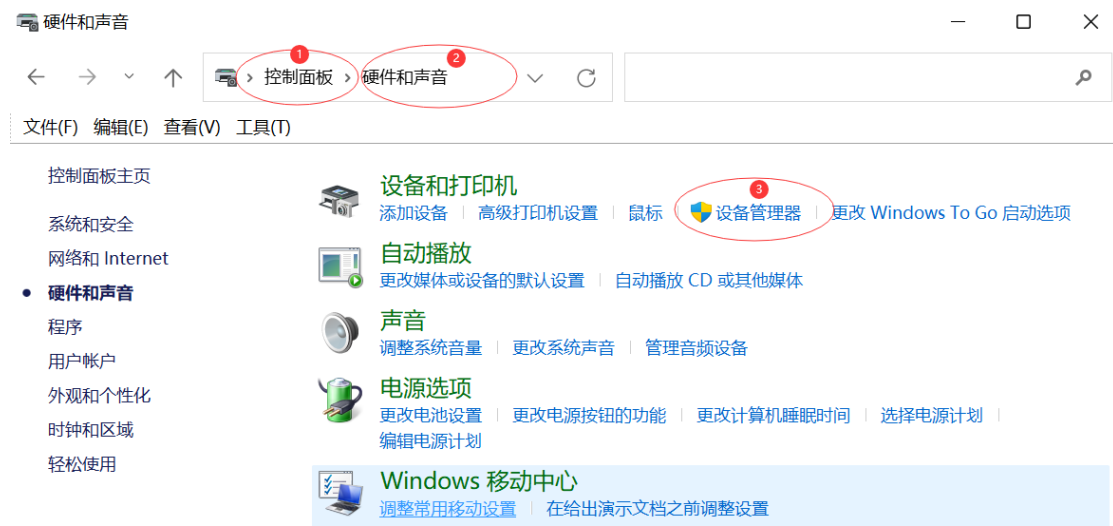 硬件和声音
1 2
控制面板 硬件和声音
文件(F) 编辑(E) 查看(V) 工具(T)
控制面板主页
系统和安全
网络和 Internet
硬件和声音
程序
用户帐户
外观和个性化
时钟和区域
轻松使用
设备和打印机
3
添加设备 高级打印机设置 鼠标 设备管理器 更改 Windows To Go 启动选项
自动播放
更改媒体或设备的默认设置 自动播放 CD 或其他媒体
声音
调整系统音量 更改系统声音 管理音频设备
电源选项
更改电池设置 更改电源按钮的功能 更改计算机睡眠时间 选择电源计划
编辑电源计划
Windows 移动中心
调整常用移动设置 在给出演示文档之前调整设置